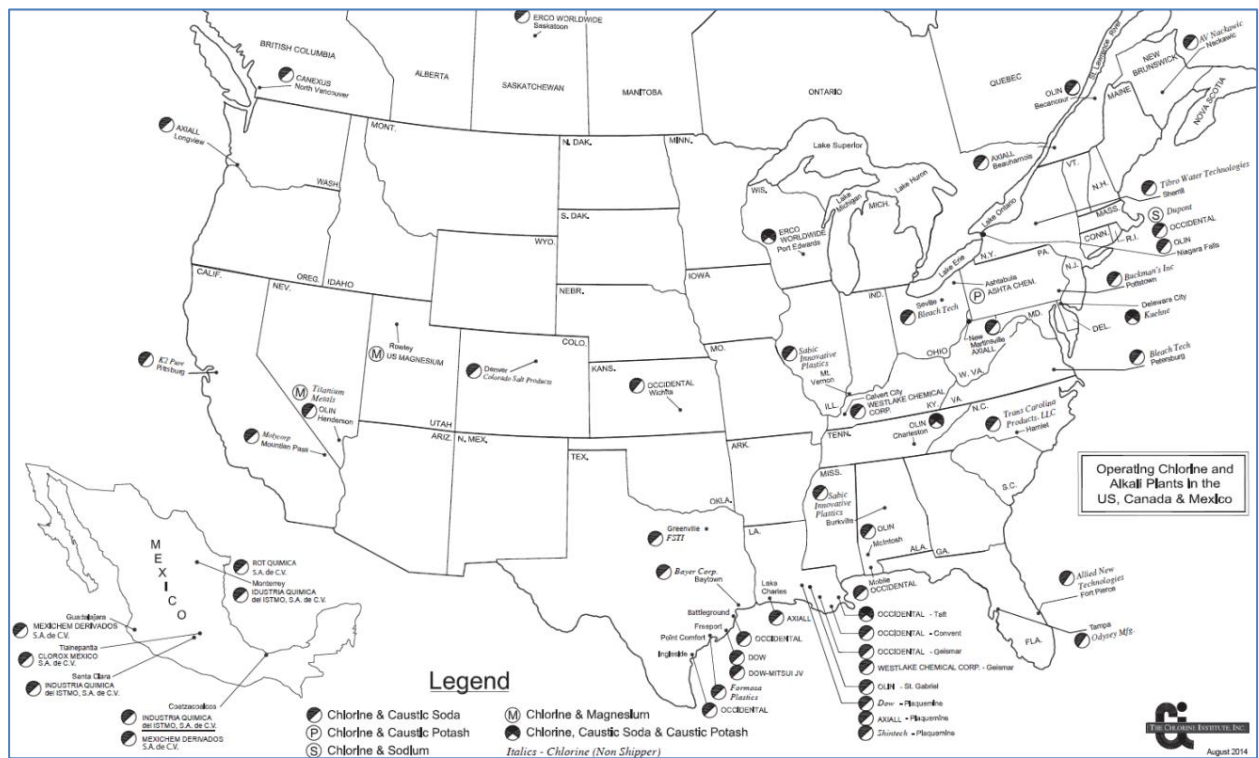 ERCO WORLDWIDE
Saskatoon
BRITISH COLUMBIA
ALBERTA
SASKATCHEWAN
MANITOBA
ONTARIO
QUEBEC
St. Lawrence River
NEW
BRUNSWICK
NOVA SCOTIA
MAINE
AV Nackawic
Nackawic
CANEXUS
North Vancouver
OLIN
Becancour
AXIALL
Longview
AXIALL
Beauharnois
WASH.
MONT.
N. DAK.
MINN.
Lake Superior
Lake Huron
Lake
Michigan
MICH.
WIS.
Lake Ontario
Lake Erie
VT.
N.H.
MASS.
CONN.
R.I.
Tibro Water Technologies
Sherrill
Dupont
OCCIDENTAL
OLIN
Niagara Falls
ERCO
WORLDWIDE
Port Edwards
S. DAK.
WYO.
OREG.
IDAHO
CALIF.
NEV.
NEBR.
IOWA
N.Y.
PA.
N.J.
Ashtabula
ASHTA CHEM.
Seville
Bleach Tech
Buckman's Inc
Pottstown
Deleware City
Kuehne
DEL.
MD.
New
Martinsville
AXIALL
IND.
OHIO
W. VA.
VA.
Bleach Tech
Petersburg
Rowley
US MAGNESIUM
Denver
Colorado Salt Products
COLO.
KANS.
MO.
OCCIDENTAL
Wichita
Sabic
Innovative
Plastics
Mt.
Vernon
ILL.
Calvert City
WESTLAKE CHEMICAL
CORP.
KY.
K2 Pure
Pittsburg
Titanium
Metals
OLIN
Henderson
Molycorp
Mountien Pass
UTAH
ARIZ.
N. MEX.
TEX.
OKLA.
ARK.
TENN.
OLIN
Charleston
N.C.
Trans Carolina
Products, LLC
Hamlet
S.C.
MISS.
Sabic
Innovative
Plastics
Burkville
OLIN
McIntosh
ALA.
GA.
Mobile
OCCIDENTAL
Operating Chlorine and
Alkali Plants in the
US, Canada & Mexico
Greenville
FSTI
LA.
Bayer Corp.
Baytown
Lake
Charles
AXIALL
Battleground
Freeport
Point Comfort
Ingleside
OCCIDENTAL
DOW
DOW-MITSUI JV
Formosa
Plastics
OCCIDENTAL
OCCIDENTAL - Taft
OCCIDENTAL - Convent
OCCIDENTAL - Geismar
WESTLAKE CHEMICAL CORP. - Geismar
OLIN - St. Gabriel
Dow - Plaquemine
AXIALL - Plaquemine
Shintech - Plaquemine
Allied New
Technologies
Fort Pierce
FLA.
Tampa
Odysey Mft.
MEXICO
ROT QUIMICA
S.A. de C.V.
Monterrey
IDUSTRIA QUIMICA
del ISTMO, S.A. de C.V.
Guatelajara
MEXICHEM DERIVADOS
S.A. de C.V.
Tlainepantla
CLOROX MEXICO
S.A. de C.V.
Santa Clara
INDUSTRIA QUIMICA
del ISTMO, S.A. de C.V.
Coatzacoalcos
INDUSTRIA QUIMICA
del ISTMO, S.A. de C.V.
MEXICHEM DERIVADOS
S.A. de C.V.
Legend
Chlorine & Caustic Soda
P Chlorine & Caustic Potash
S Chlorine & Sodium
M Chlorine & Magnesium
Chlorine, Caustic Soda & Caustic Potash
Italics - Chlorine (Non Shipper)
THE CHLORINE INSTITUTE, INC.
August 2014